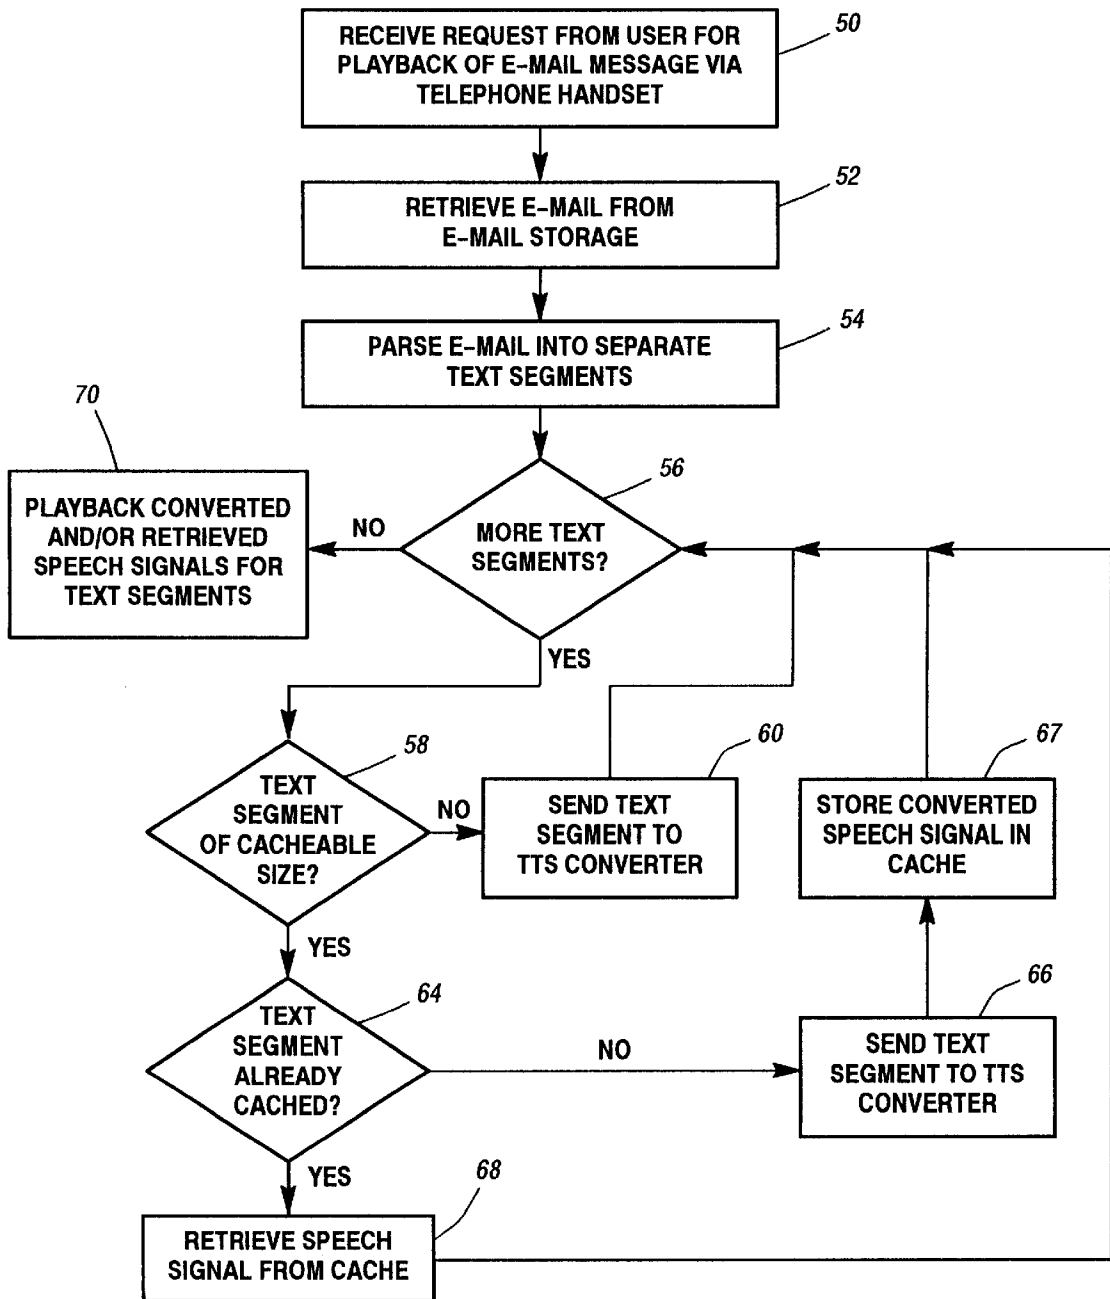 50
RECEIVE REQUEST FROM USER FOR
PLAYBACK OF E-MAIL MESSAGE VIA
TELEPHONE HANDSET
52
RETRIEVE E-MAIL FROM
E-MAIL STORAGE
54
PARSE E-MAIL INTO SEPARATE
TEXT SEGMENTS
70
PLAYBACK CONVERTED
AND/OR RETRIEVED
SPEECH SIGNALS FOR
TEXT SEGMENTS
NO
56
MORE TEXT
SEGMENTS?
YES
58
TEXT
SEGMENT
OF CACHEABLE
SIZE?
NO
60
SEND TEXT
SEGMENT TO
TTS CONVERTER
67
STORE CONVERTED
SPEECH SIGNAL IN
CACHE
YES
64
TEXT
SEGMENT
ALREADY
CACHED?
NO
66
SEND TEXT
SEGMENT TO TTS
CONVERTER
YES
68
RETRIEVE SPEECH
SIGNAL FROM CACHE